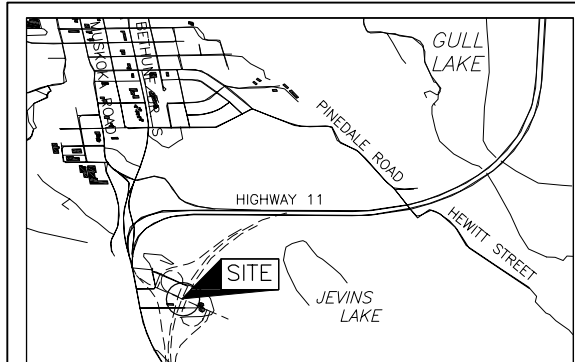 MUSKOKA ROAD
BETHUNE
GULL
LAKE
PINEDALE ROAD
HIGHWAY 11
HEWITT STREET
SITE
JEVINS
LAKE